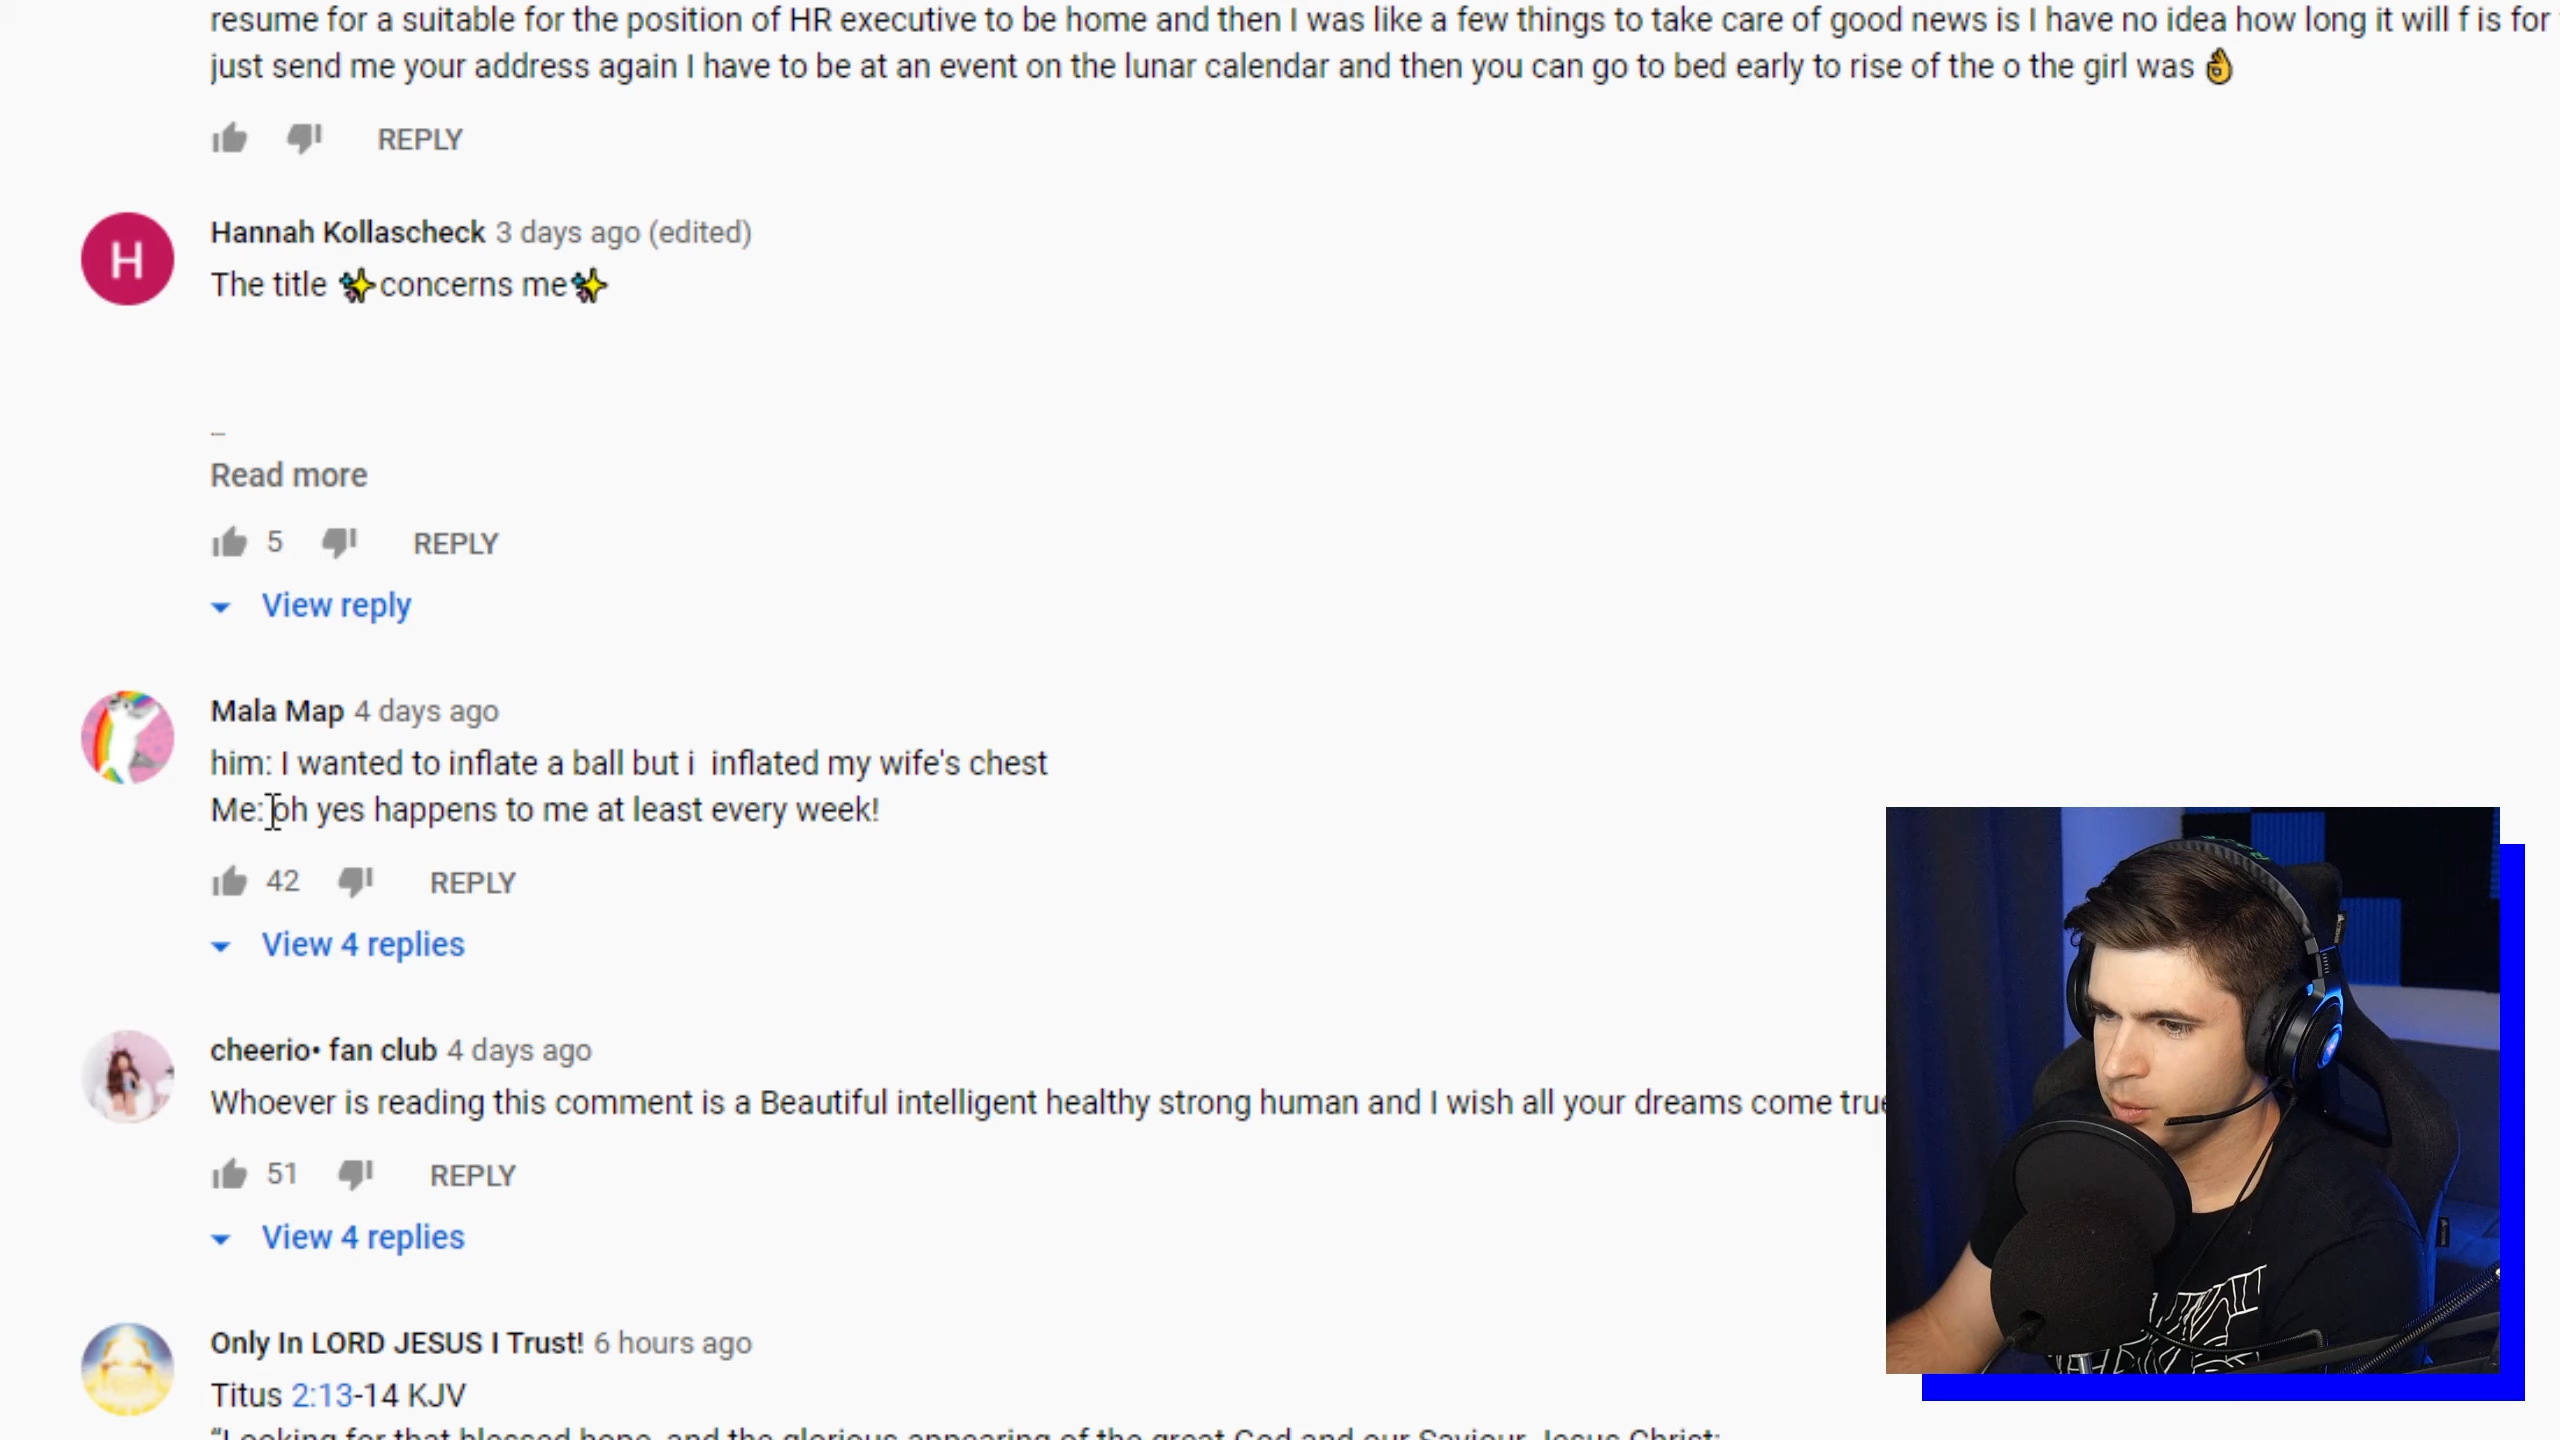 resume for a suitable for the position of HR executive to be home and then I was like a few things to take care of good news is I have no idea how long it will f is for
just send me your address again I have to be at an event on the lunar calendar and then you can go to bed early to rise of the o the girl was 👌
REPLY
H
Hannah Kollascheck 3 days ago (edited)
The title ✨concerns me✨
Read more
5 REPLY
View reply
Mala Map 4 days ago
him: I wanted to inflate a ball but i  inflated my wife's chest
Me: oh yes happens to me at least every week!
42 REPLY
View 4 replies
cheerio• fan club 4 days ago
Whoever is reading this comment is a Beautiful intelligent healthy strong human and I wish all your dreams come true
51 REPLY
View 4 replies
Only In LORD JESUS I Trust! 6 hours ago
Titus 2:13-14 KJV
“Looking for that blessed hope, and the glorious appearing of the great God and our Saviour Jesus Christ;